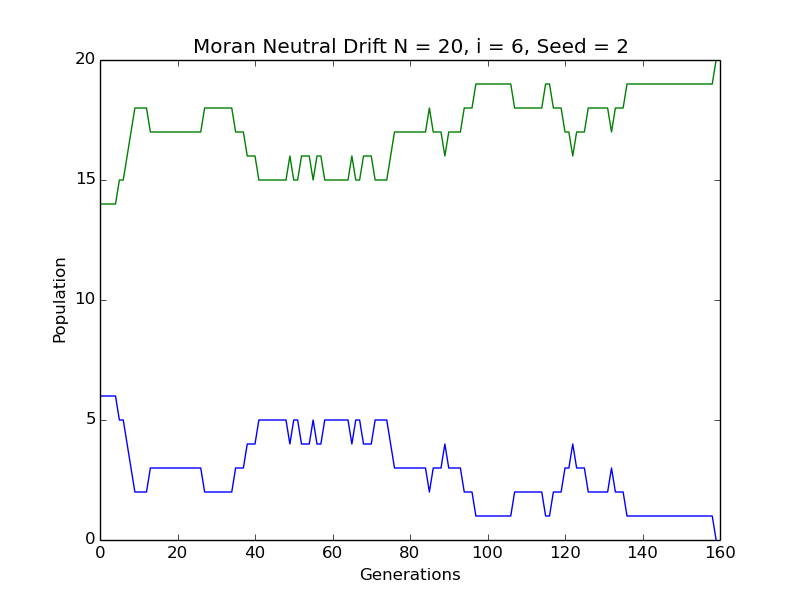 Moran Neutral Drift N = 20, i = 6, Seed = 2
20
15
10
5
0
Population
0 20 40 60 80 100 120 140 160
Generations